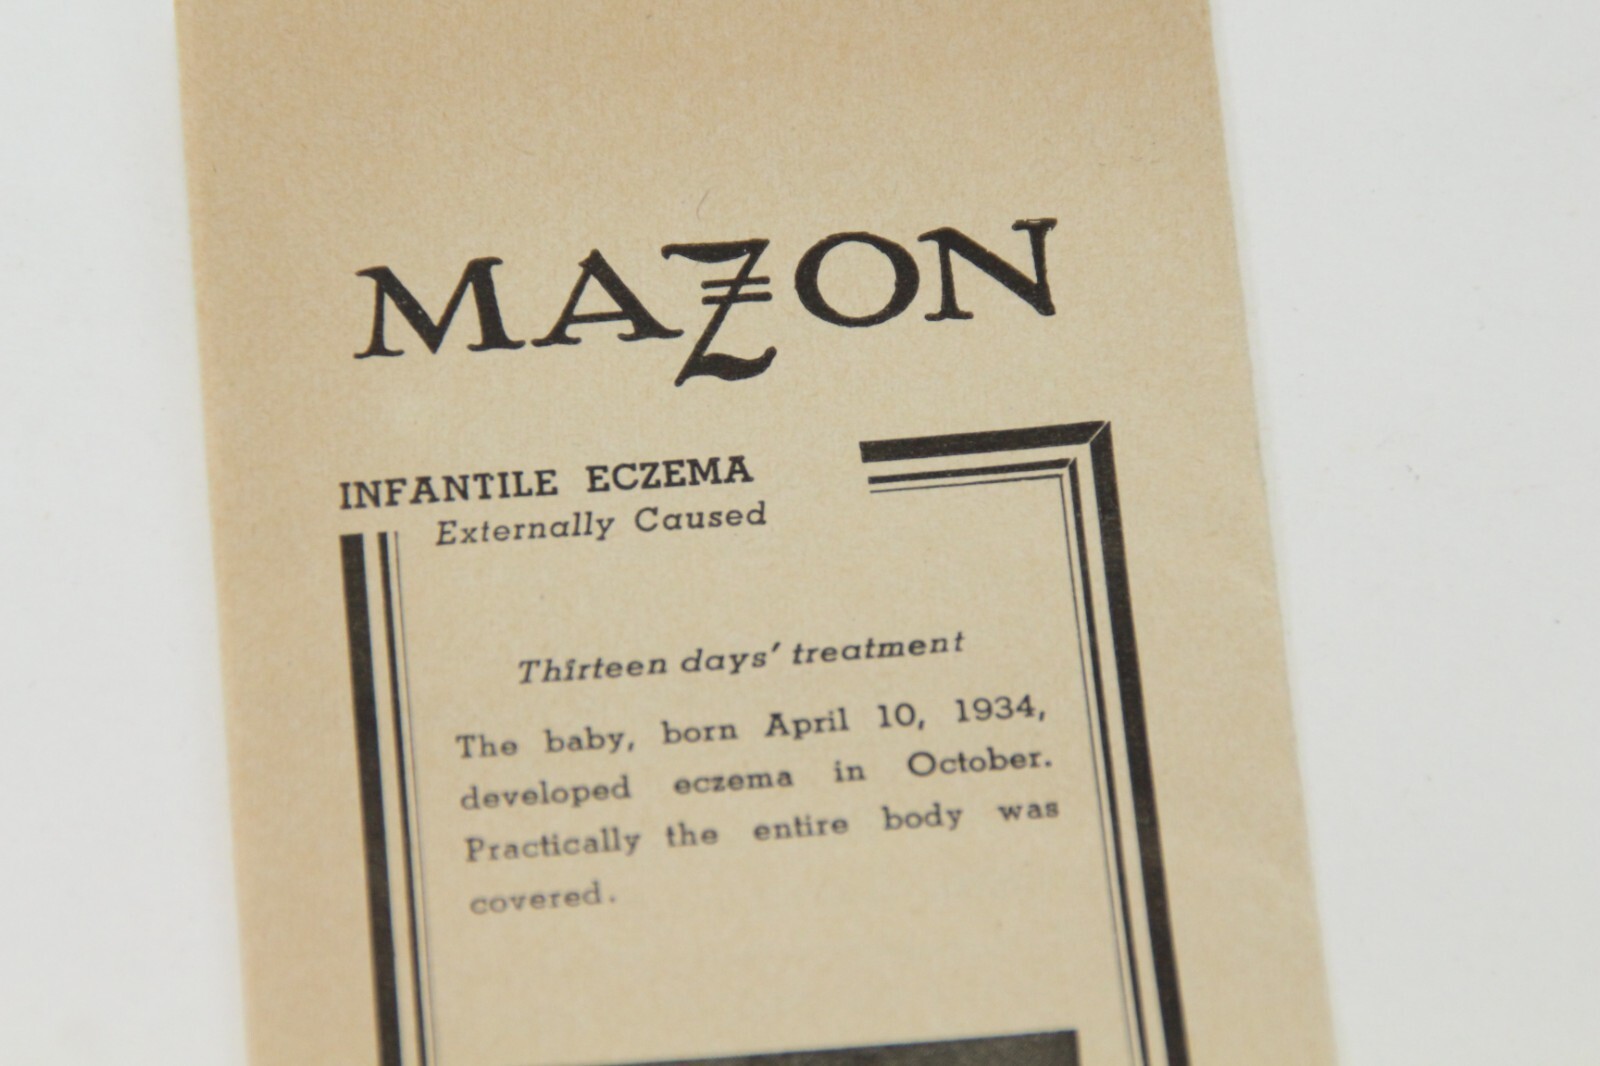 MAZON
INFANTILE ECZEMA
Externally Caused
Thirteen days' treatment
The baby, born April 10, 1934,
developed eczema in October.
Practically the entire body was
covered.